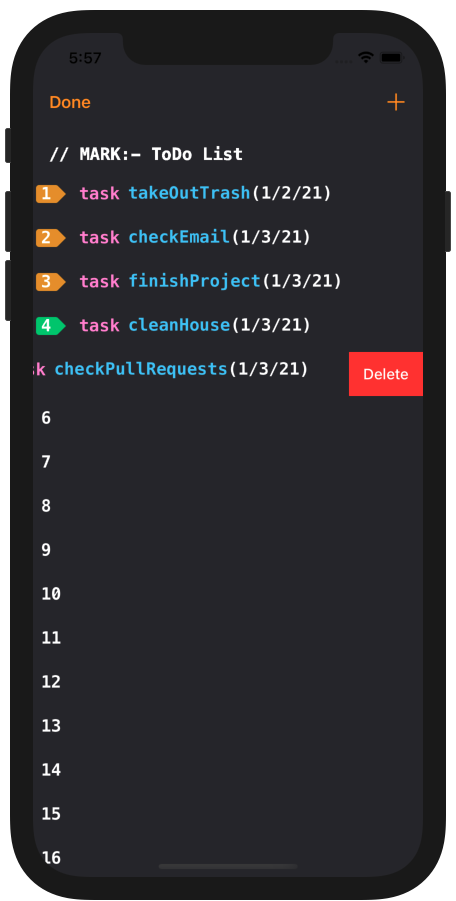 5:57
Done +
// MARK:- ToDo List
1 task takeOutTrash(1/2/21)
2 task checkEmail(1/3/21)
3 task finishProject(1/3/21)
4 task cleanHouse(1/3/21)
sk checkPullRequests(1/3/21) Delete
6
7
8
9
10
11
12
13
14
15
16